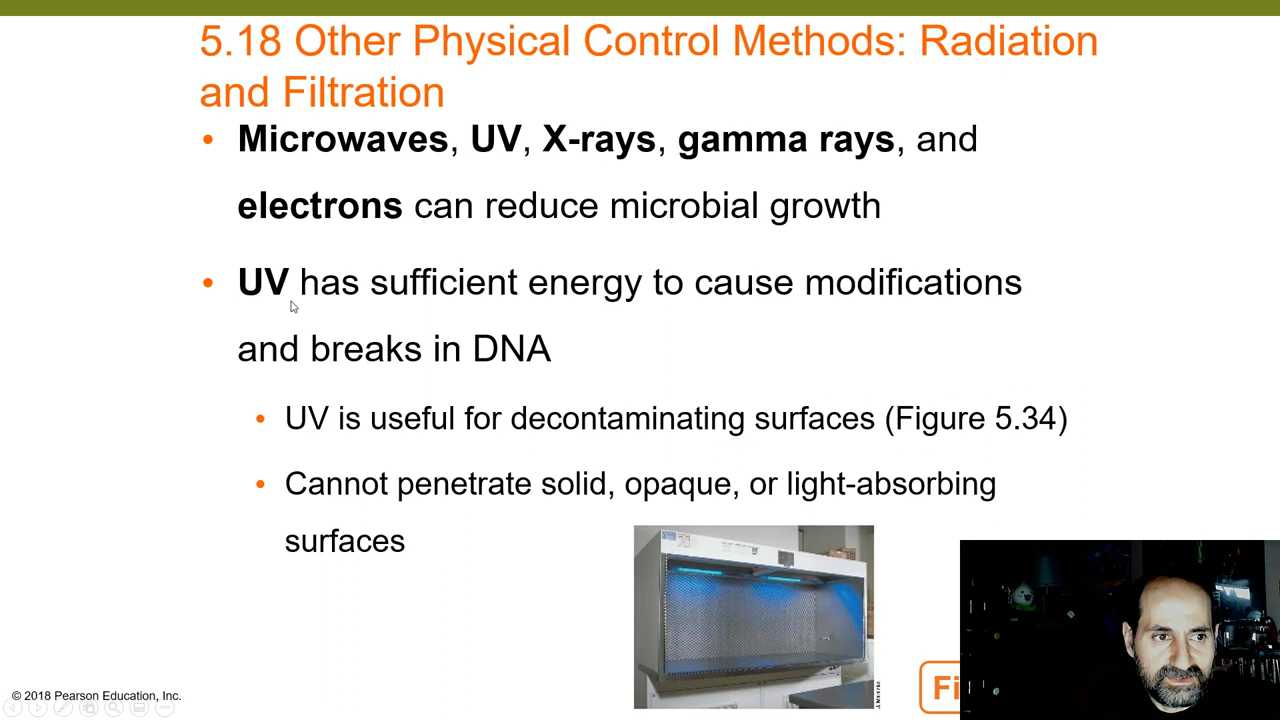 5.18 Other Physical Control Methods: Radiation
and Filtration
• Microwaves, UV, X-rays, gamma rays, and
electrons can reduce microbial growth
• UV has sufficient energy to cause modifications
and breaks in DNA
• UV is useful for decontaminating surfaces (Figure 5.34)
• Cannot penetrate solid, opaque, or light-absorbing
surfaces
Fi
© 2018 Pearson Education, Inc.